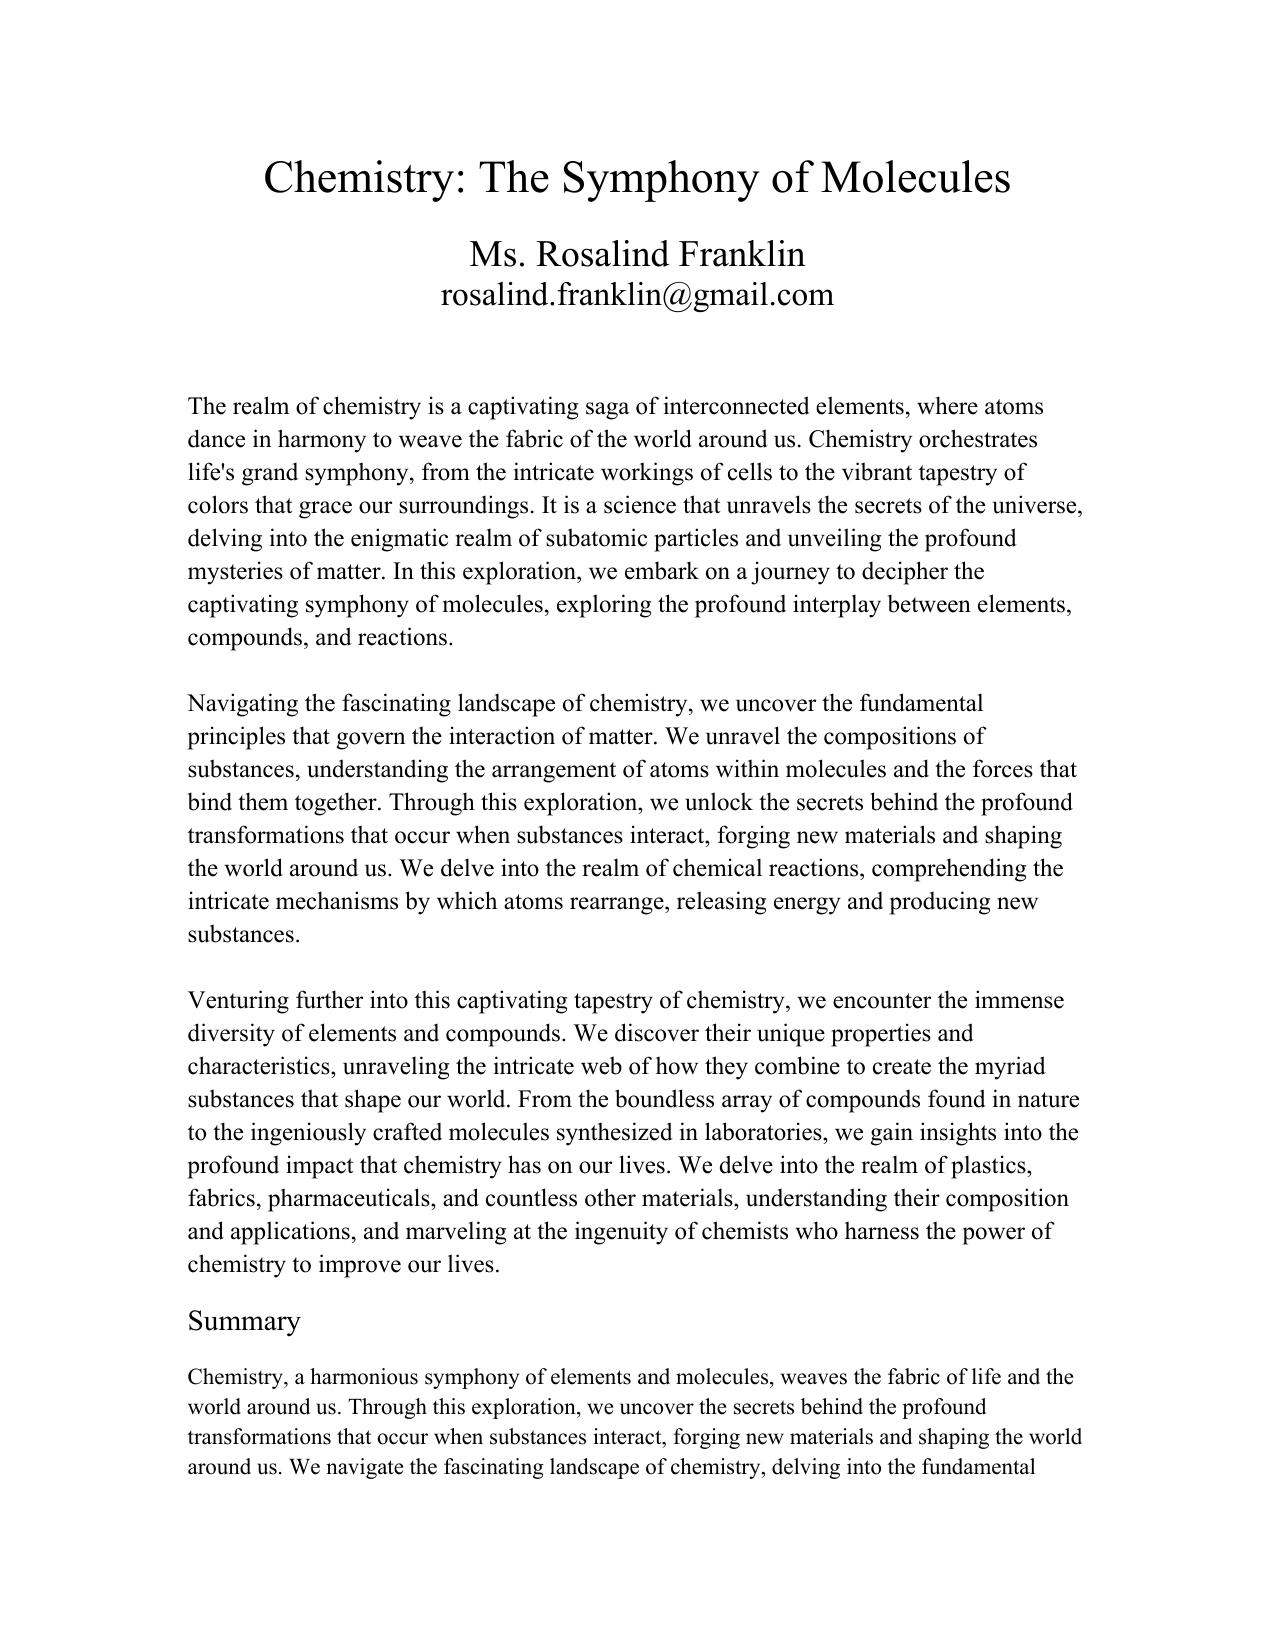 Chemistry: The Symphony of Molecules
Ms. Rosalind Franklin
rosalind.franklin@gmail.com
The realm of chemistry is a captivating saga of interconnected elements, where atoms
dance in harmony to weave the fabric of the world around us. Chemistry orchestrates
life's grand symphony, from the intricate workings of cells to the vibrant tapestry of
colors that grace our surroundings. It is a science that unravels the secrets of the universe,
delving into the enigmatic realm of subatomic particles and unveiling the profound
mysteries of matter. In this exploration, we embark on a journey to decipher the
captivating symphony of molecules, exploring the profound interplay between elements,
compounds, and reactions.
Navigating the fascinating landscape of chemistry, we uncover the fundamental
principles that govern the interaction of matter. We unravel the compositions of
substances, understanding the arrangement of atoms within molecules and the forces that
bind them together. Through this exploration, we unlock the secrets behind the profound
transformations that occur when substances interact, forging new materials and shaping
the world around us. We delve into the realm of chemical reactions, comprehending the
intricate mechanisms by which atoms rearrange, releasing energy and producing new
substances.
Venturing further into this captivating tapestry of chemistry, we encounter the immense
diversity of elements and compounds. We discover their unique properties and
characteristics, unraveling the intricate web of how they combine to create the myriad
substances that shape our world. From the boundless array of compounds found in nature
to the ingeniously crafted molecules synthesized in laboratories, we gain insights into the
profound impact that chemistry has on our lives. We delve into the realm of plastics,
fabrics, pharmaceuticals, and countless other materials, understanding their composition
and applications, and marveling at the ingenuity of chemists who harness the power of
chemistry to improve our lives.
Summary
Chemistry, a harmonious symphony of elements and molecules, weaves the fabric of life and the
world around us. Through this exploration, we uncover the secrets behind the profound
transformations that occur when substances interact, forging new materials and shaping the world
around us. We navigate the fascinating landscape of chemistry, delving into the fundamental